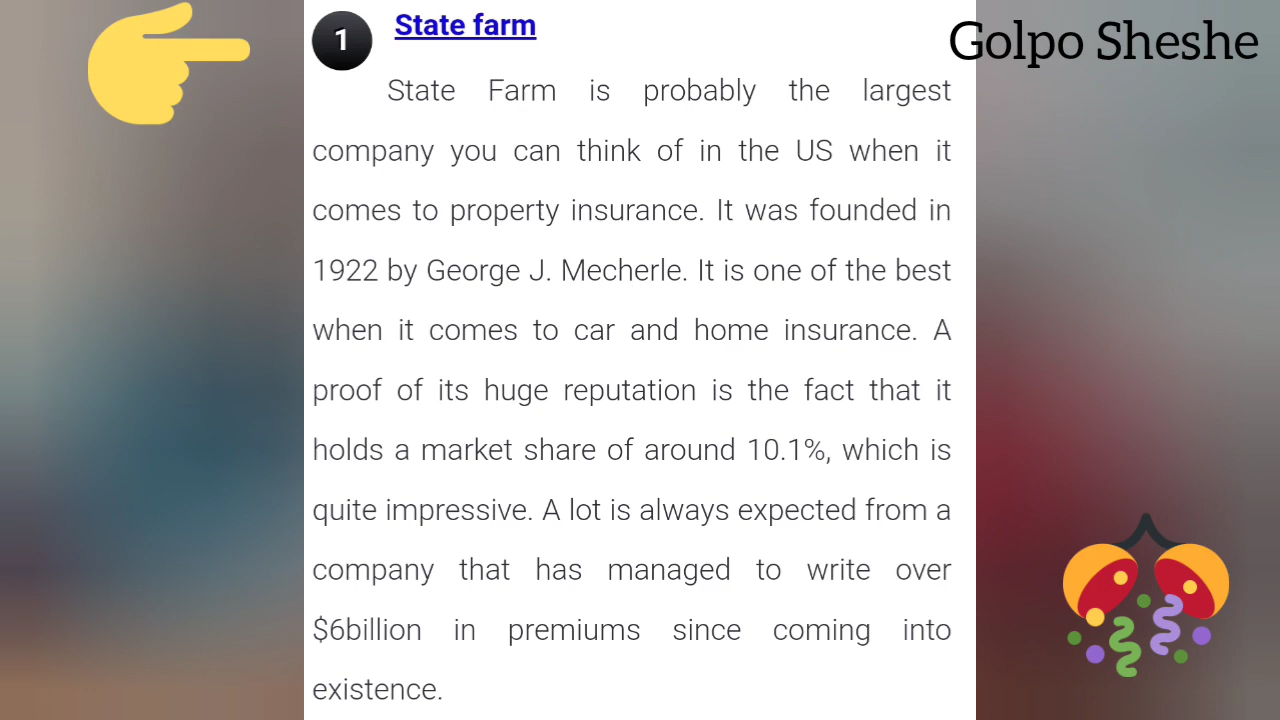 1 State farm
Golpo Sheshe
State Farm is probably the largest
company you can think of in the US when it
comes to property insurance. It was founded in
1922 by George J. Mecherle. It is one of the best
when it comes to car and home insurance. A
proof of its huge reputation is the fact that it
holds a market share of around 10.1%, which is
quite impressive. A lot is always expected from a
company that has managed to write over
$6billion in premiums since coming into
existence.